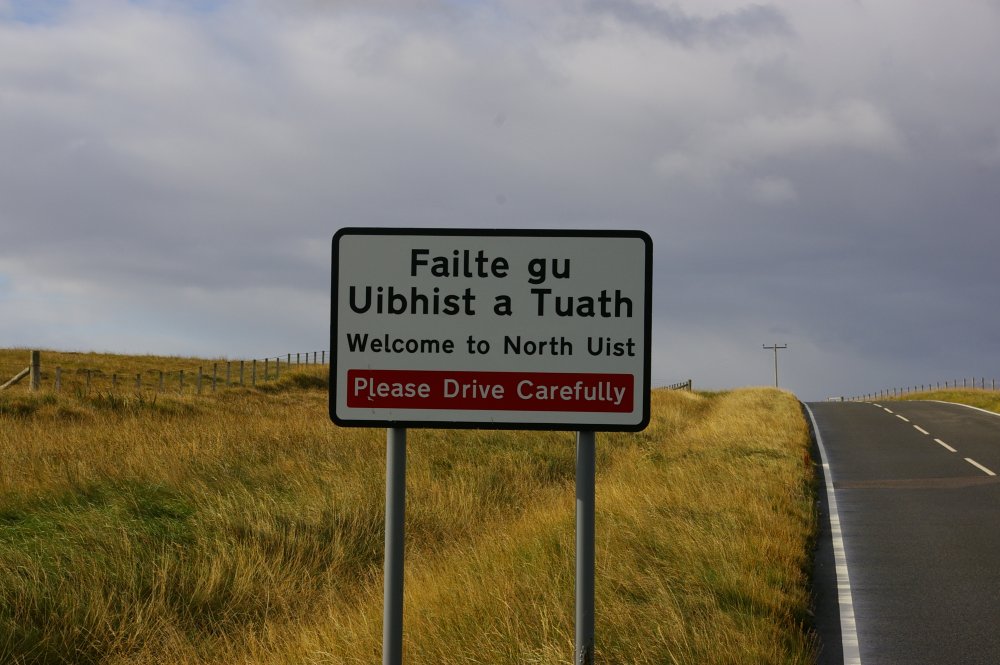 Failte gu
Uibhist a Tuath
Welcome to North Uist
Please Drive Carefully